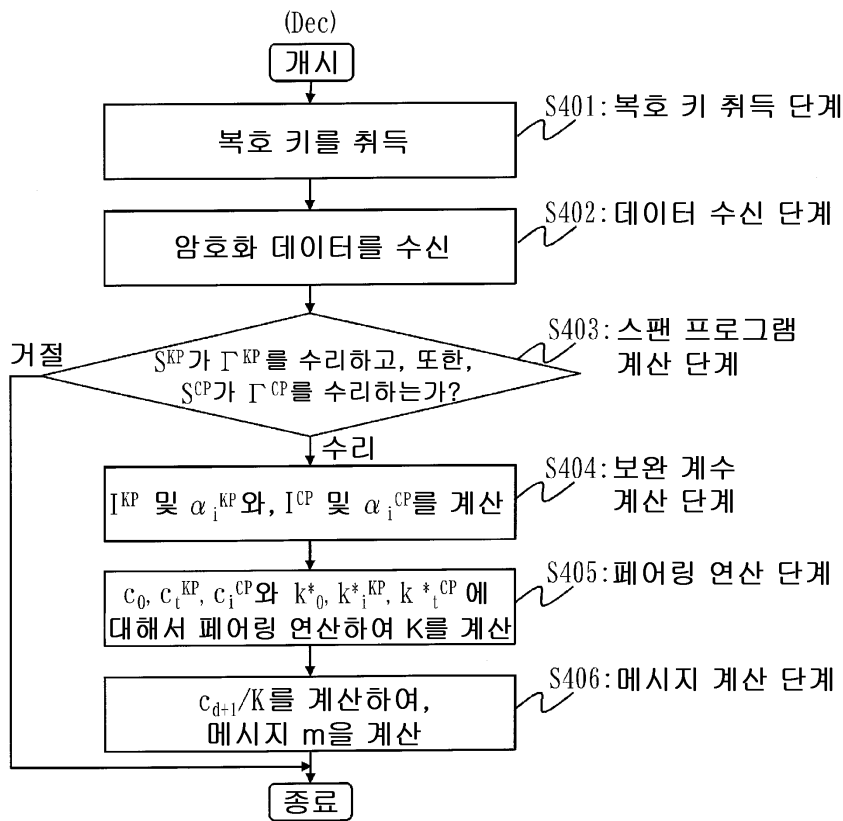 (Dec)
개시
S401:복호 키 취득 단계
복호 키를 취득
S402:데이터 수신 단계
암호화 데이터를 수신
S403:스팬 프로그램
계산 단계
거절
S^KP가 Γ^KP를 수리하고, 또한,
S^CP가 Γ^CP를 수리하는가?
수리
S404:보완 계수
계산 단계
I^KP 및 α_i^KP와, I^CP 및 α_i^CP를 계산
S405:페어링 연산 단계
c_0, c_t^KP, c_i^CP와 k*_0, k*_i^KP, k*_t^CP에
대해서 페어링 연산하여 K를 계산
S406:메시지 계산 단계
c_d+1/K를 계산하여,
메시지 m을 계산
종료